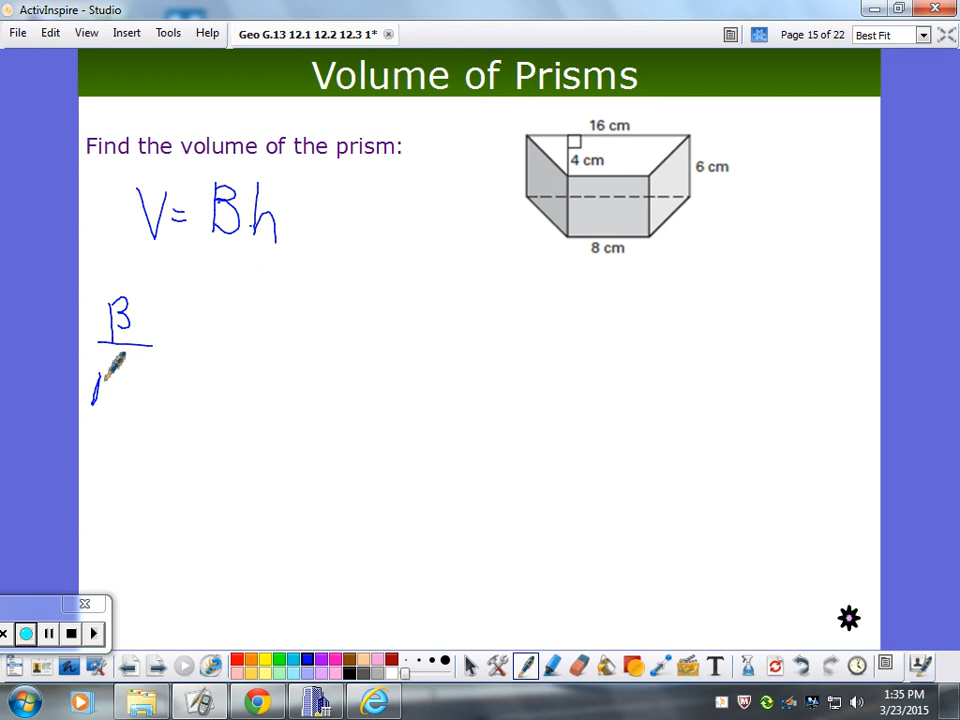 ActivInspire - Studio
File Edit View Insert Tools Help
Geo G.13 12.1 12.2 12.3 1*
Page 15 of 22
Best Fit
Volume of Prisms
Find the volume of the prism:
16 cm
4 cm
6 cm
8 cm
V = Bh
B
T
1:35 PM
3/23/2015